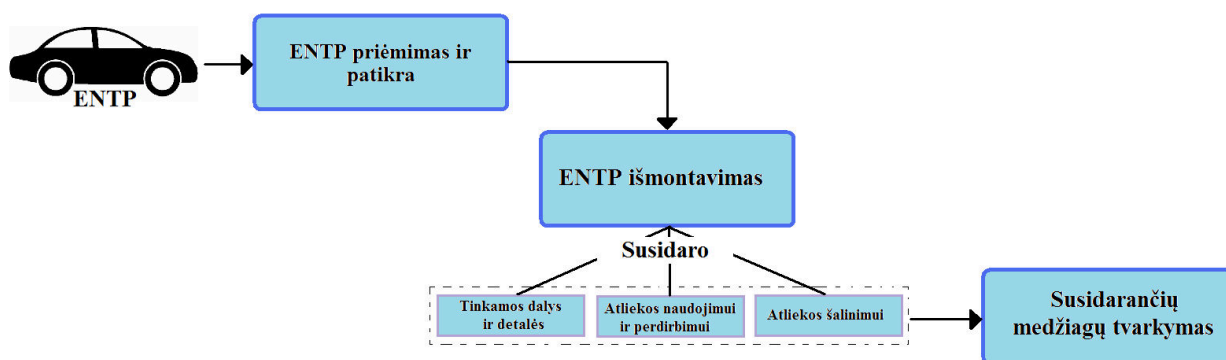 ENTP
ENTP priėmimas ir
patikra
ENTP išmontavimas
Susidaro
Tinkamos dalys
ir detalės
Atliekos naudojimui
ir perdirbimui
Atliekos šalinimui
Susidarančių
medžiagų tvarkymas